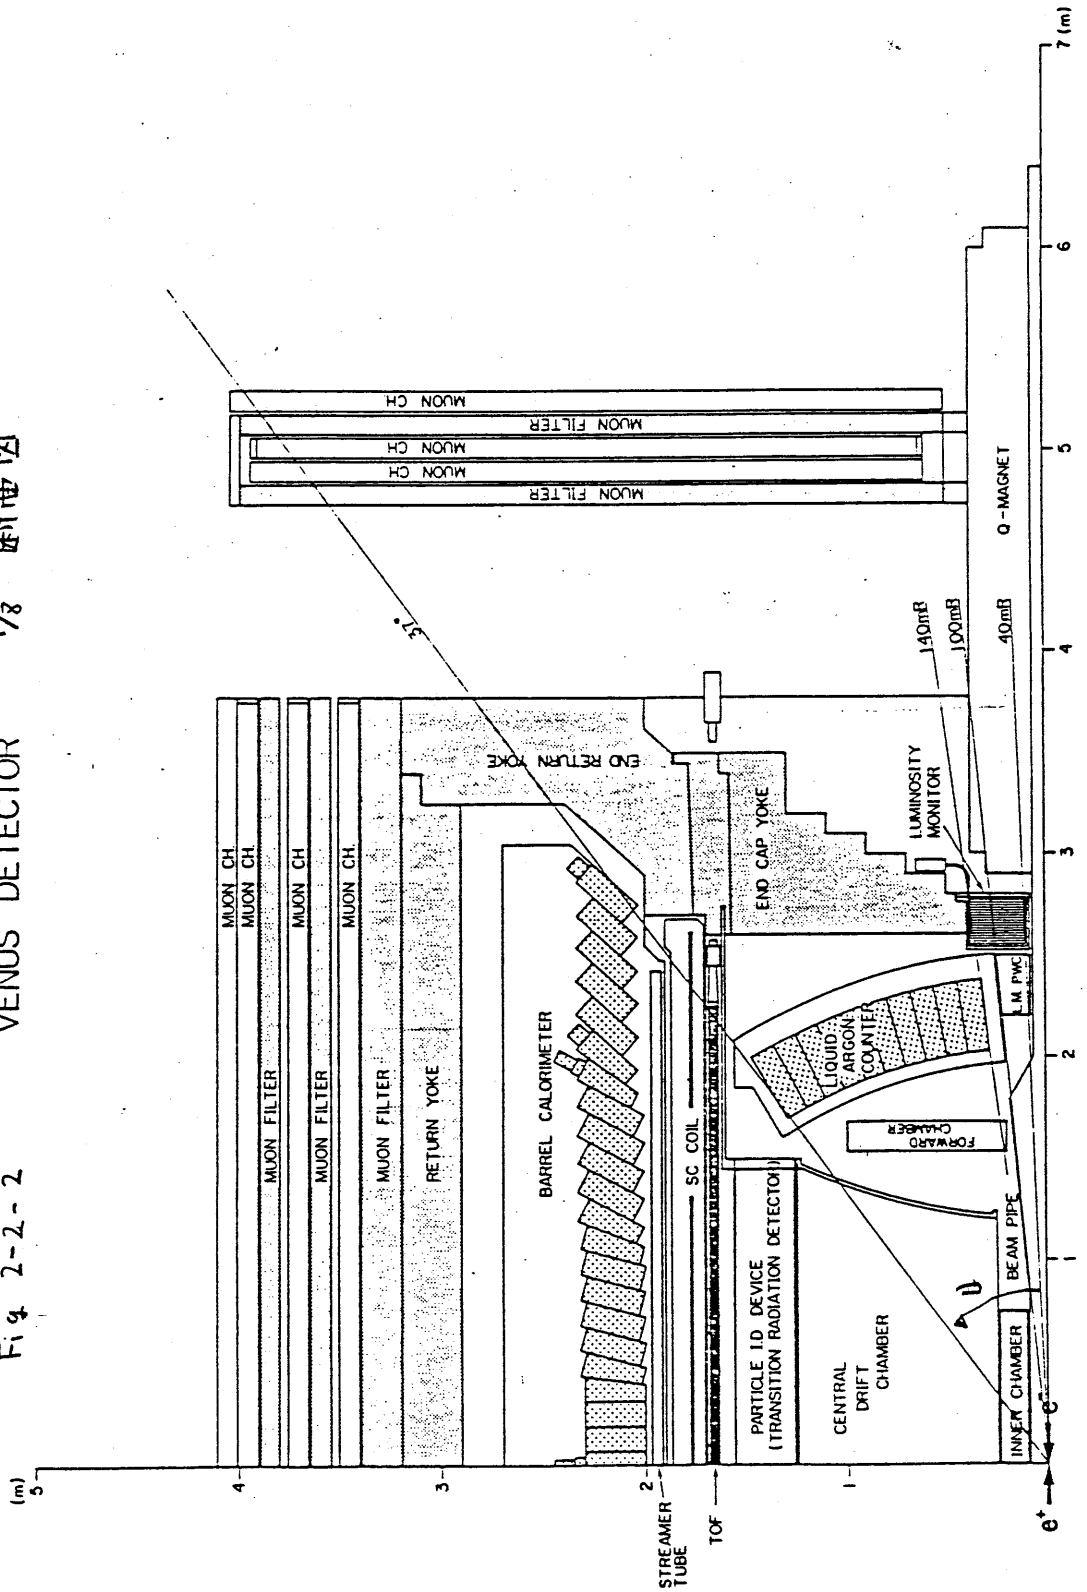 Fig 2-2-2 VENUS DETECTOR 1/8 断面図
(m)
5
4
3
2
1
MUON CH
MUON CH.
MUON FILTER
MUON CH
MUON FILTER
MUON CH.
MUON FILTER
RETURN YOKE
BARREL CALORIMETER
STREAMER
TUBE
SC COIL
TOF
PARTICLE I.D DEVICE
(TRANSITION RADIATION DETECTOR)
CENTRAL
DRIFT
CHAMBER
INNER CHAMBER
BEAM PIPE
FORWARD
CHAMBER
LIQUID
ARGON
COUNTER
L.M PWC
END RETURN YOKE
END CAP YOKE
LUMINOSITY
MONITOR
37°
140mR
100mR
40mR
Q-MAGNET
MUON FILTER
MUON CH
MUON CH
MUON FILTER
MUON CH.
e⁺
e⁻
1
2
3
4
5
6
7(m)